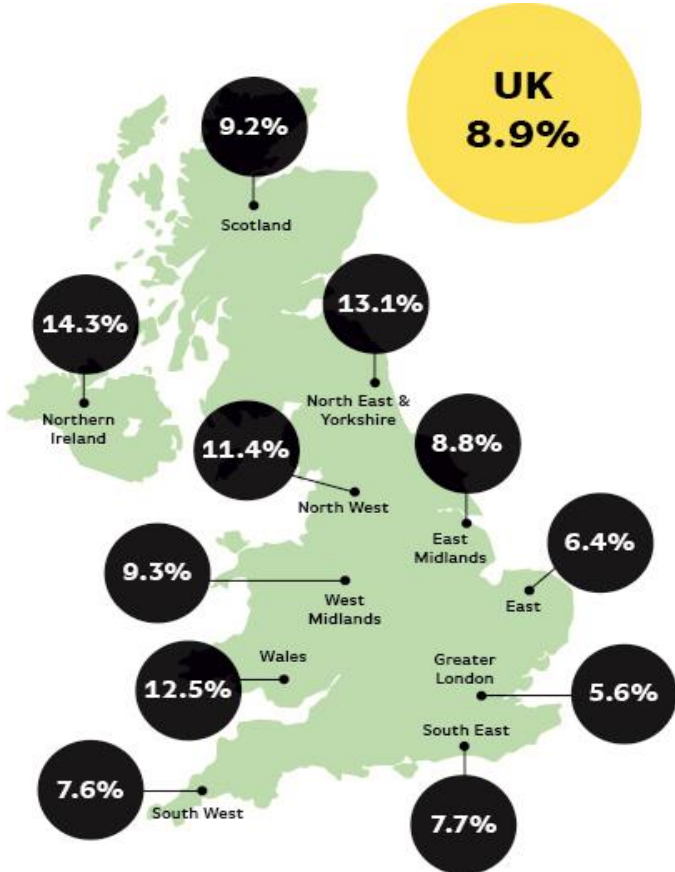 UK
8.9%
9.2%
Scotland
14.3%
Northern
Ireland
13.1%
North East &
Yorkshire
11.4%
North West
8.8%
East
Midlands
6.4%
East
9.3%
West
Midlands
Wales
12.5%
Greater
London
5.6%
South East
7.7%
7.6%
South West